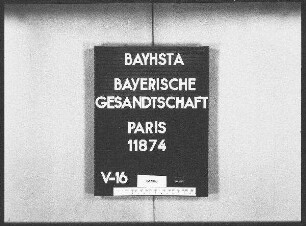 BAYHSTA
BAYERISCHE
GESANDTSCHAFT
PARIS
11874
V-16